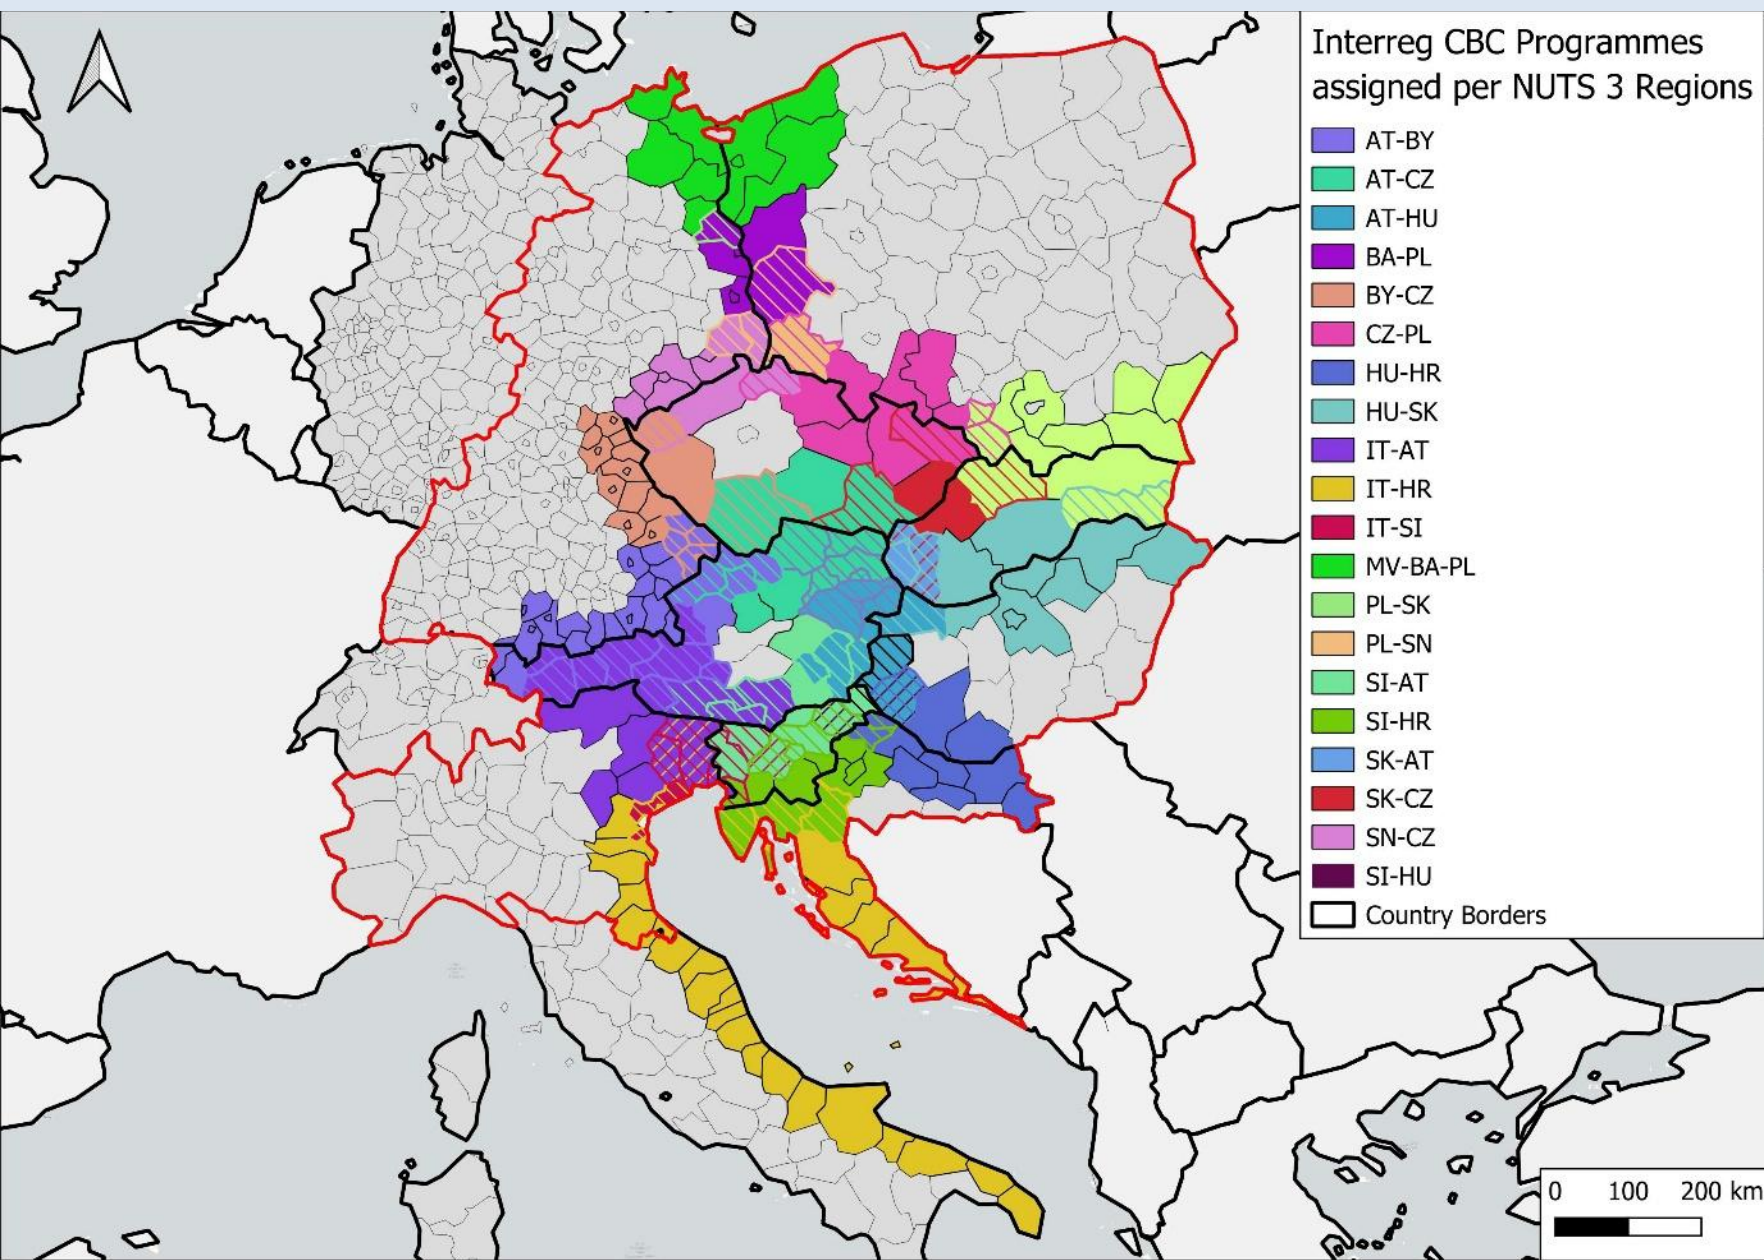 Interreg CBC Programmes
assigned per NUTS 3 Regions
AT-BY
AT-CZ
AT-HU
BA-PL
BY-CZ
CZ-PL
HU-HR
HU-SK
IT-AT
IT-HR
IT-SI
MV-BA-PL
PL-SK
PL-SN
SI-AT
SI-HR
SK-AT
SK-CZ
SN-CZ
SI-HU
Country Borders
0 100 200 km